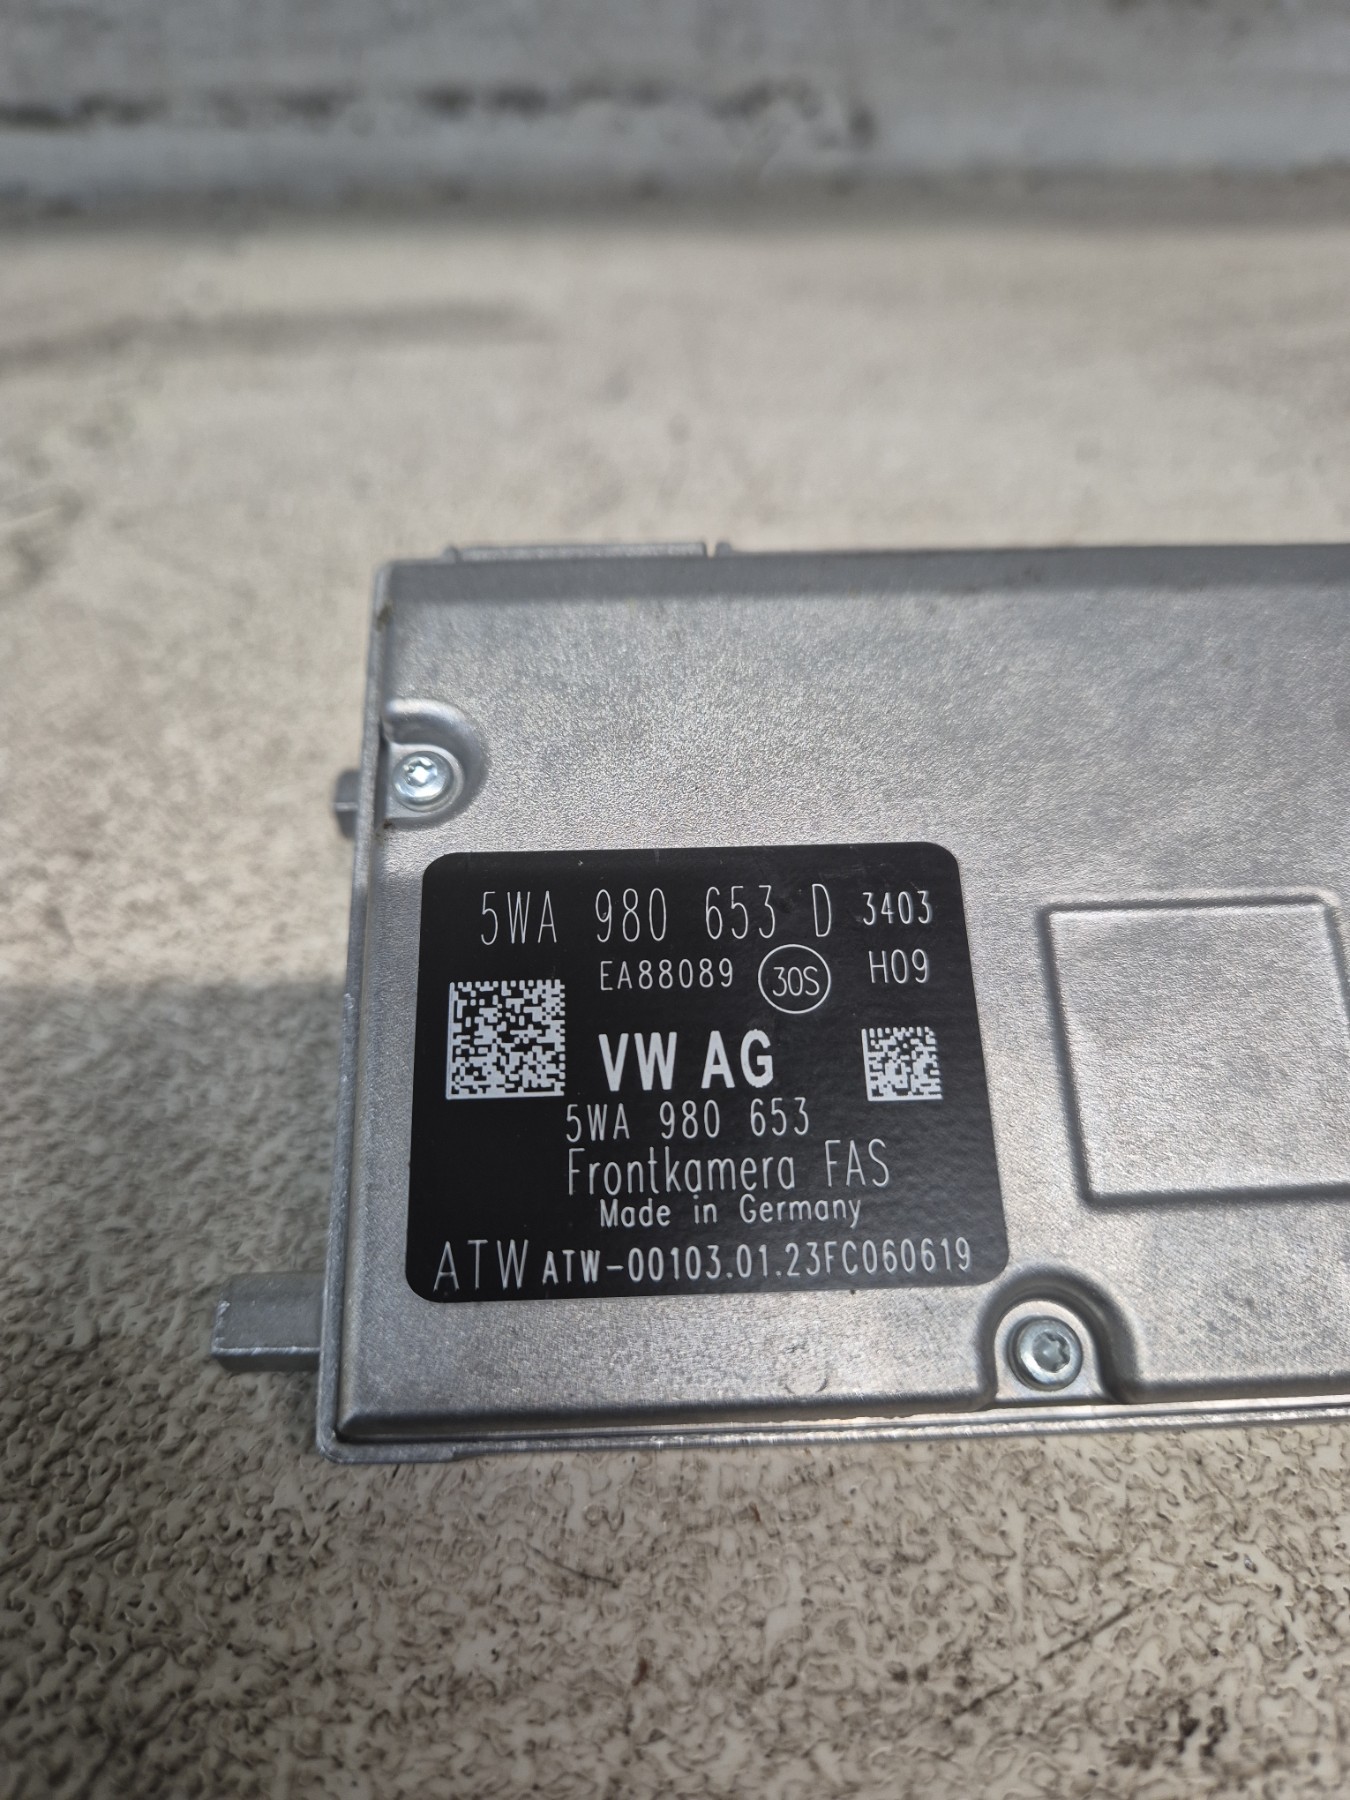 5WA 980 653 D 3403
EA88089 30S H09
VW AG
5WA 980 653
Frontkamera FAS
Made in Germany
ATW ATW-00103.01.23FC060619